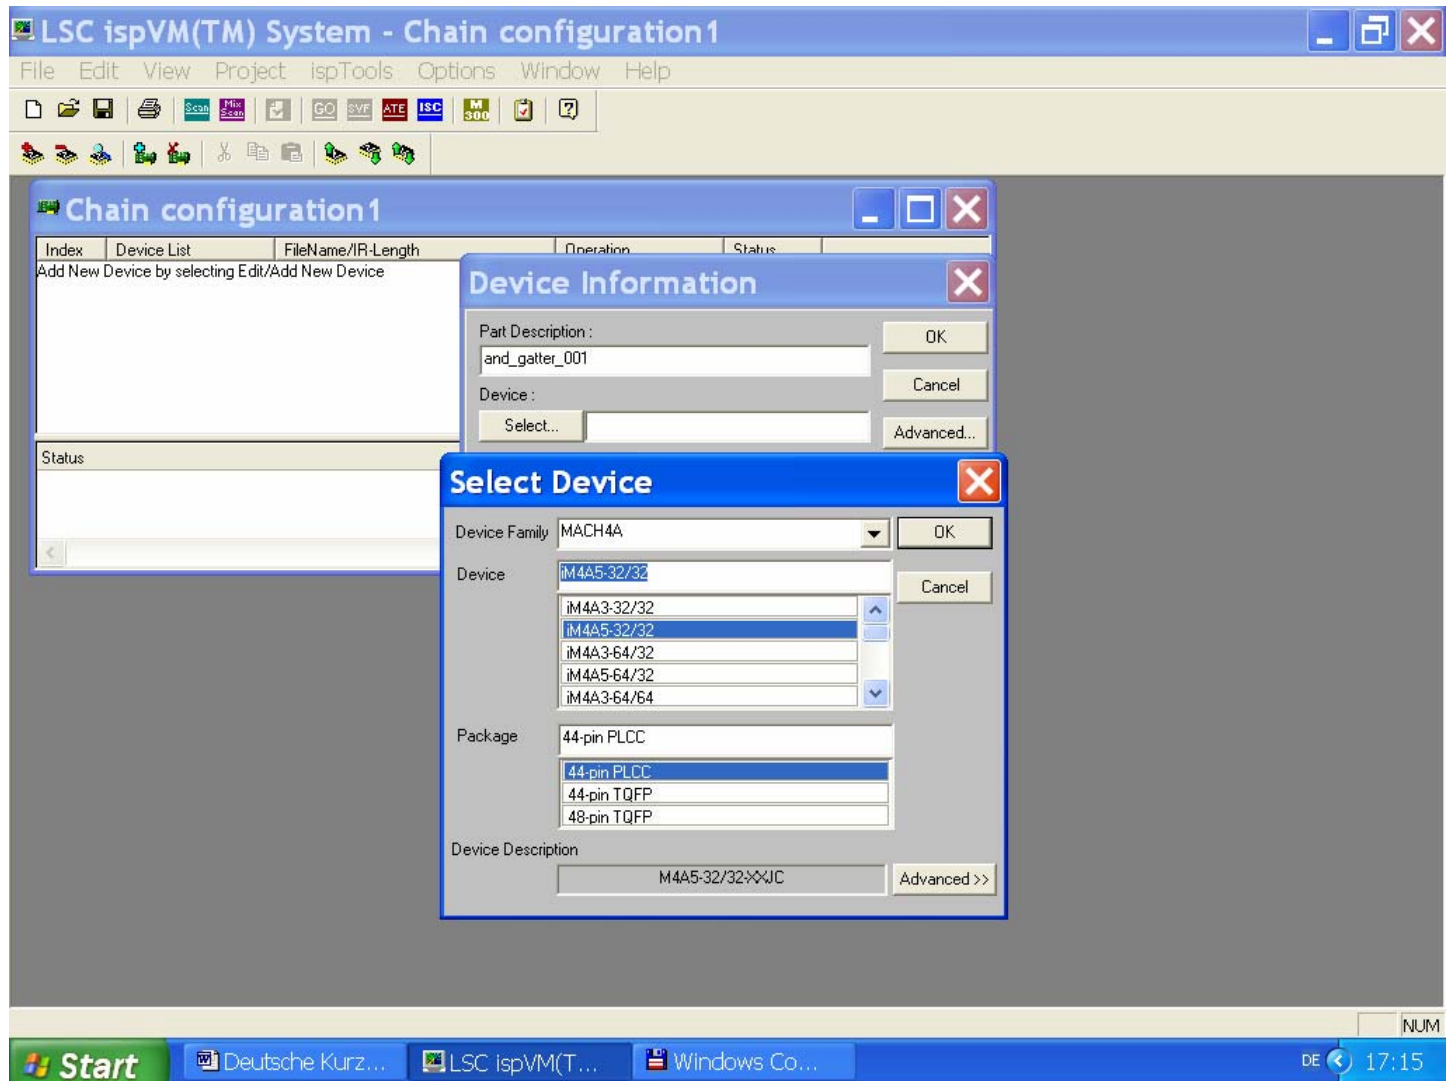 LSC ispVM(TM) System - Chain configuration1
File Edit View Project ispTools Options Window Help
Scan Mix Scan GO SVF ATE ISC M 300
Chain configuration1
Index Device List FileName/IR-Length Operation Status
Add New Device by selecting Edit/Add New Device
Status
Device Information
Part Description :
and_gatter_001
OK
Cancel
Device :
Select...
Advanced...
Select Device
Device Family MACH4A OK
Device iM4A5-32/32 Cancel
iM4A3-32/32
iM4A5-32/32
iM4A3-64/32
iM4A5-64/32
iM4A3-64/64
Package 44-pin PLCC
44-pin PLCC
44-pin TQFP
48-pin TQFP
Device Description
M4A5-32/32-XXJC Advanced >>
NUM
Start Deutsche Kurz... LSC ispVM(T... Windows Co... DE 17:15